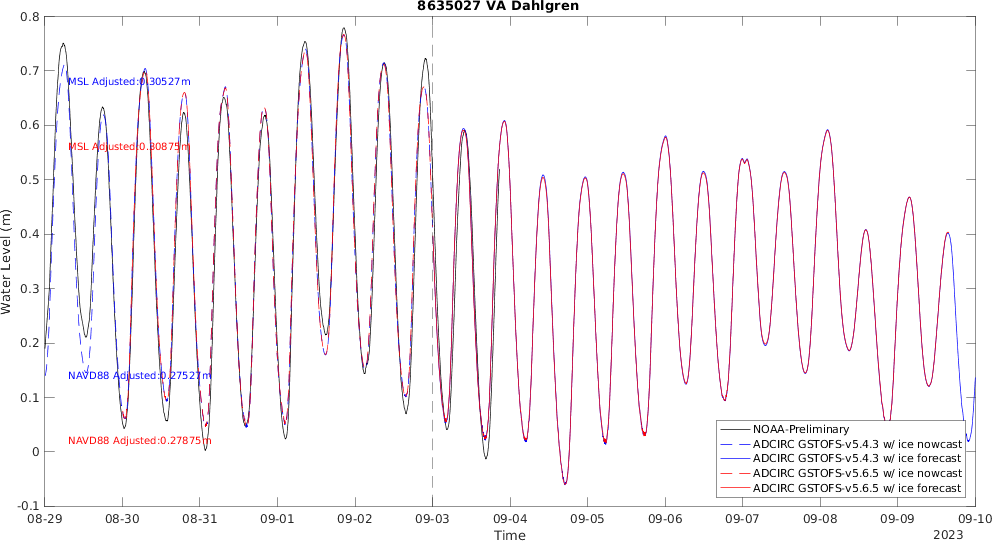 8635027 VA Dahlgren
0.8
0.7
0.6
0.5
0.4
0.3
0.2
0.1
0
-0.1
Water Level (m)
MSL Adjusted:0.30527m
MSL Adjusted:0.30875m
NAVD88 Adjusted:0.27527m
NAVD88 Adjusted:0.27875m
NOAA-Preliminary
ADCIRC GSTOFS-v5.4.3 w/ ice nowcast
ADCIRC GSTOFS-v5.4.3 w/ ice forecast
ADCIRC GSTOFS-v5.6.5 w/ ice nowcast
ADCIRC GSTOFS-v5.6.5 w/ ice forecast
08-29 08-30 08-31 09-01 09-02 09-03 09-04 09-05 09-06 09-07 09-08 09-09 09-10
Time
2023